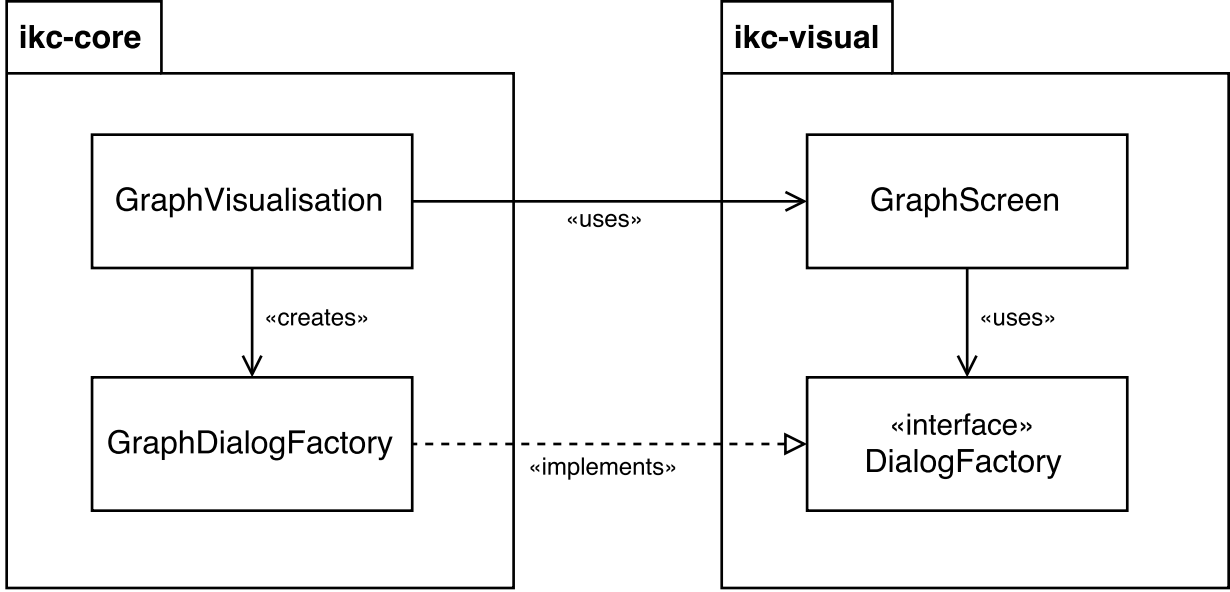 ikc-core
ikc-visual
GraphVisualisation
«uses»
GraphScreen
«creates»
«uses»
GraphDialogFactory
«implements»
«interface»
DialogFactory